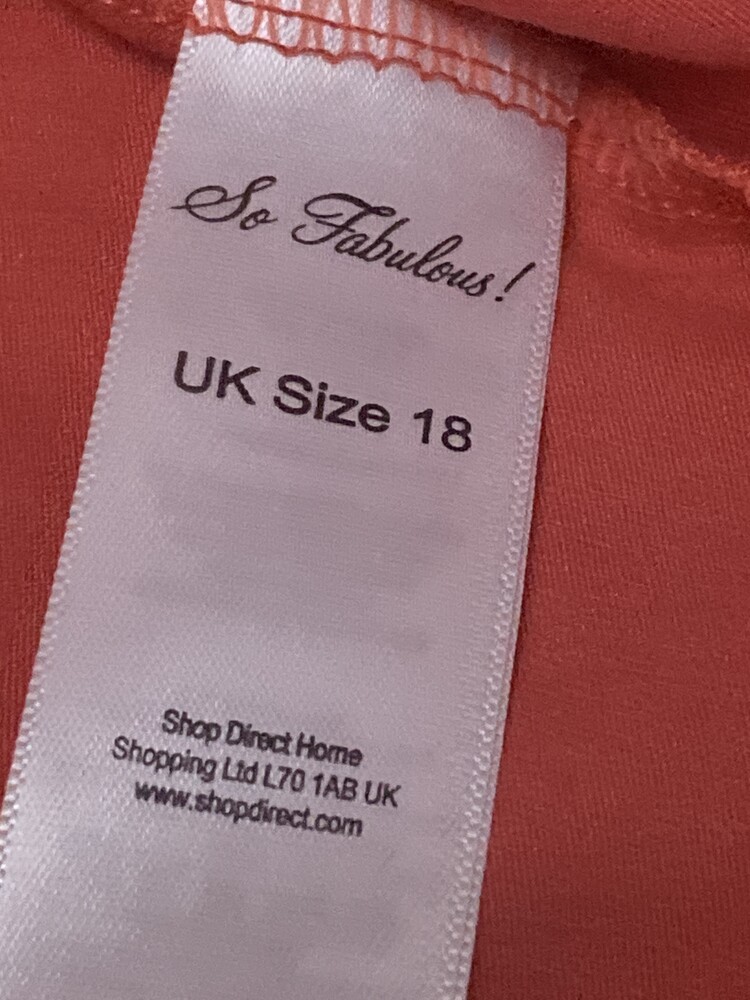 So Fabulous!
UK Size 18
Shop Direct Home
Shopping Ltd L70 1AB UK
www.shopdirect.com